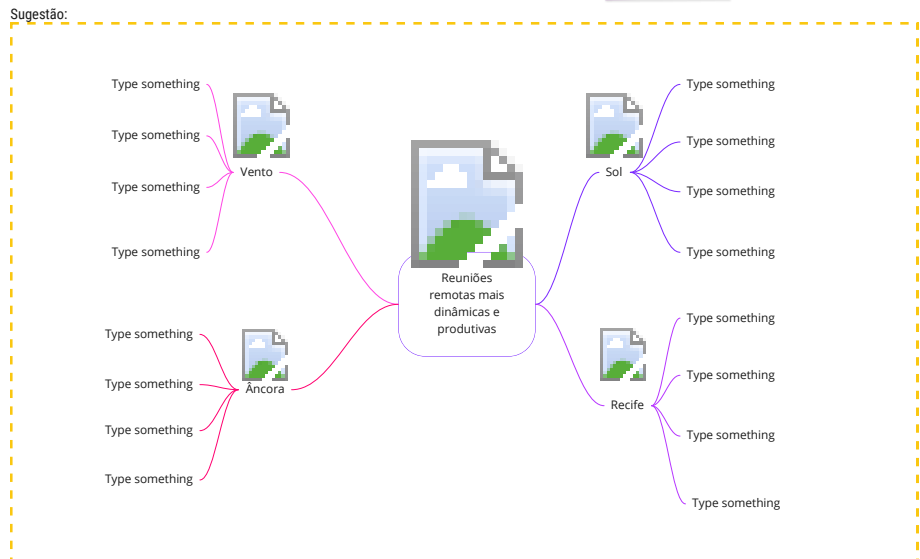 Sugestão:
Type something
Type something
Type something
Type something
Vento
Type something
Type something
Type something
Type something
Âncora
Reuniões
remotas mais
dinâmicas e
produtivas
Type something
Type something
Type something
Type something
Sol
Type something
Type something
Type something
Type something
Recife